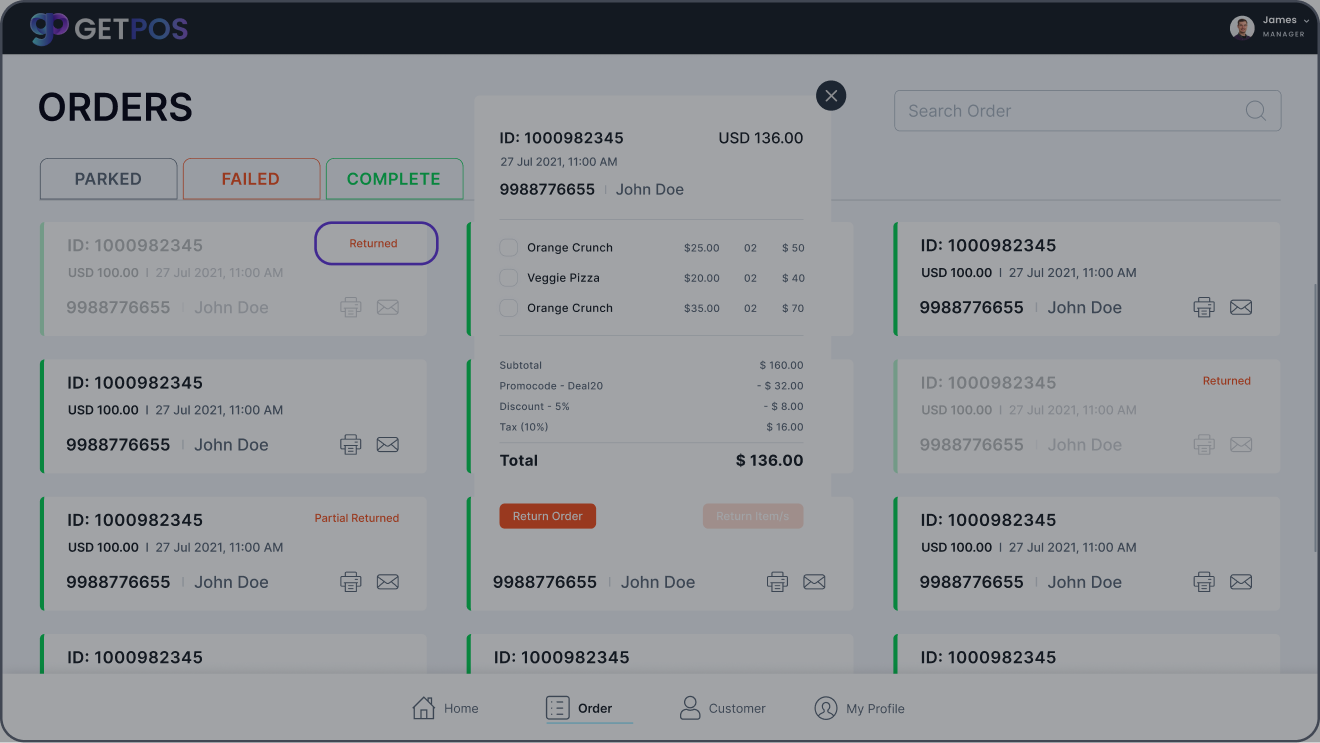 GETPOS
James
MANAGER
ORDERS
Search Order
PARKED
FAILED
COMPLETE
ID: 1000982345
Returned
USD 100.00 | 27 Jul 2021, 11:00 AM
9988776655 | John Doe
ID: 1000982345
USD 136.00
27 Jul 2021, 11:00 AM
9988776655 | John Doe
Orange Crunch $25.00 02 $ 50
Veggie Pizza $20.00 02 $ 40
Orange Crunch $35.00 02 $ 70
Subtotal $ 160.00
Promocode - Deal20 - $ 32.00
Discount - 5% - $ 8.00
Tax (10%) $ 16.00
Total $ 136.00
Return Order
Return Item/s
ID: 1000982345
USD 100.00 | 27 Jul 2021, 11:00 AM
9988776655 | John Doe
ID: 1000982345
USD 100.00 | 27 Jul 2021, 11:00 AM
9988776655 | John Doe
ID: 1000982345
Returned
USD 100.00 | 27 Jul 2021, 11:00 AM
9988776655 | John Doe
ID: 1000982345
Partial Returned
USD 100.00 | 27 Jul 2021, 11:00 AM
9988776655 | John Doe
9988776655 | John Doe
ID: 1000982345
USD 100.00 | 27 Jul 2021, 11:00 AM
9988776655 | John Doe
ID: 1000982345
ID: 1000982345
ID: 1000982345
Home
Order
Customer
My Profile